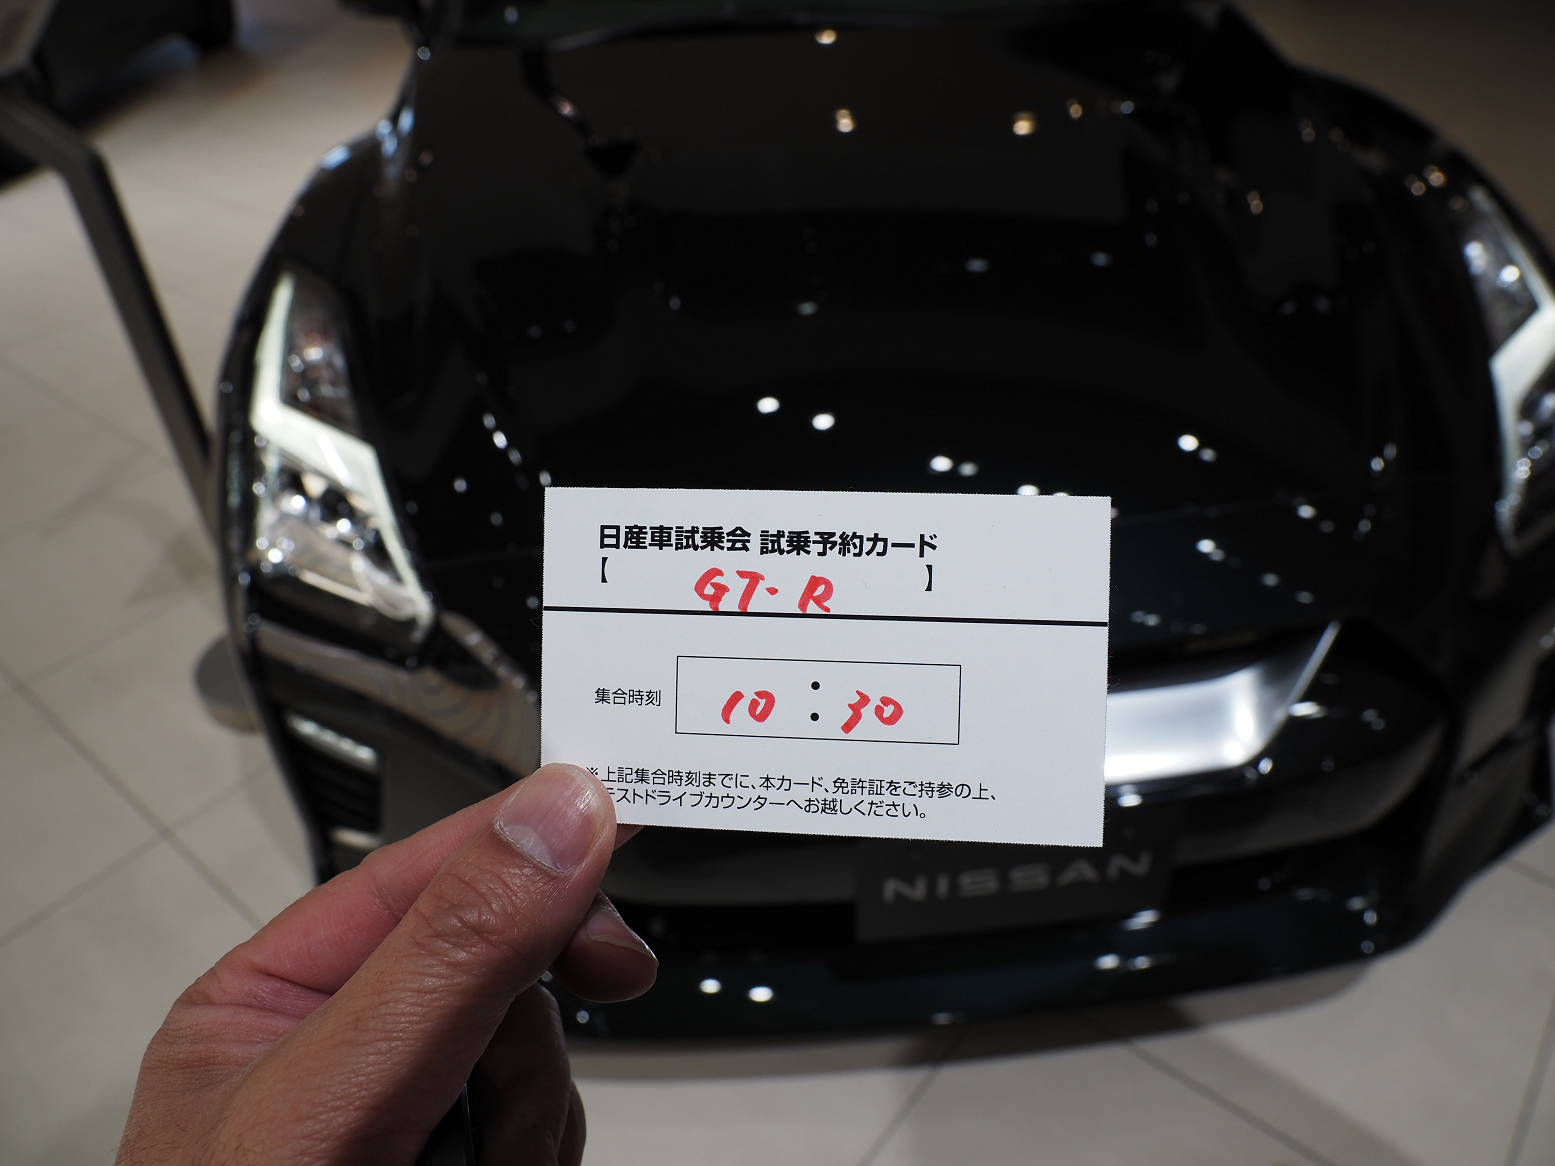 日産車試乗会 試乗予約カード
【 GT-R 】
集合時刻 10:30
※上記集合時刻までに、本カード、免許証をご持参の上、
テストドライブカウンターへお越しください。
NISSAN